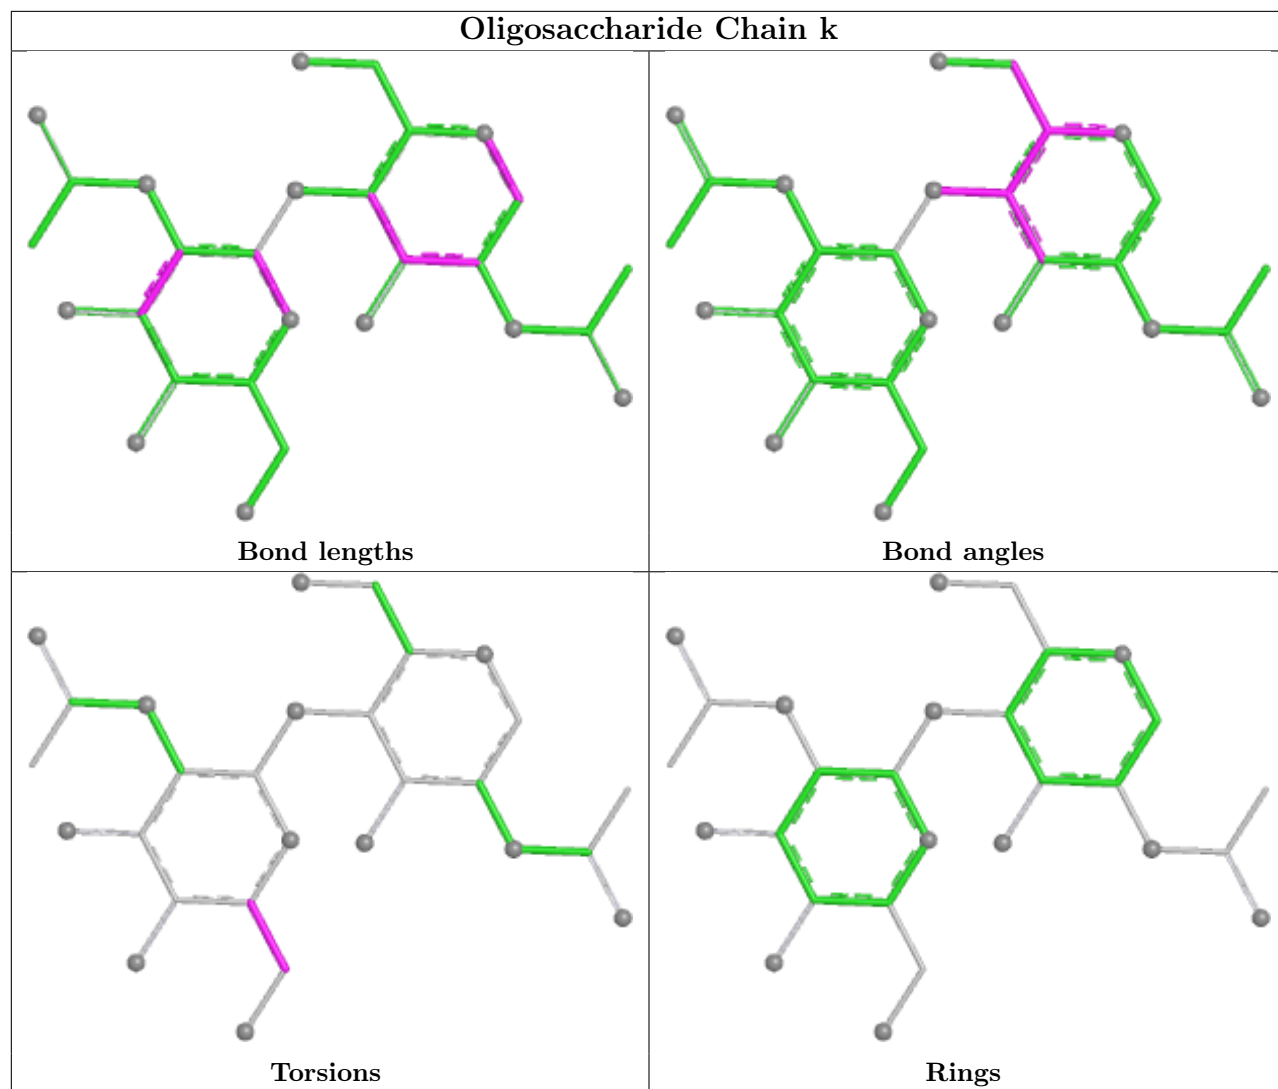 Oligosaccharide Chain k
Bond lengths
Bond angles
Torsions
Rings